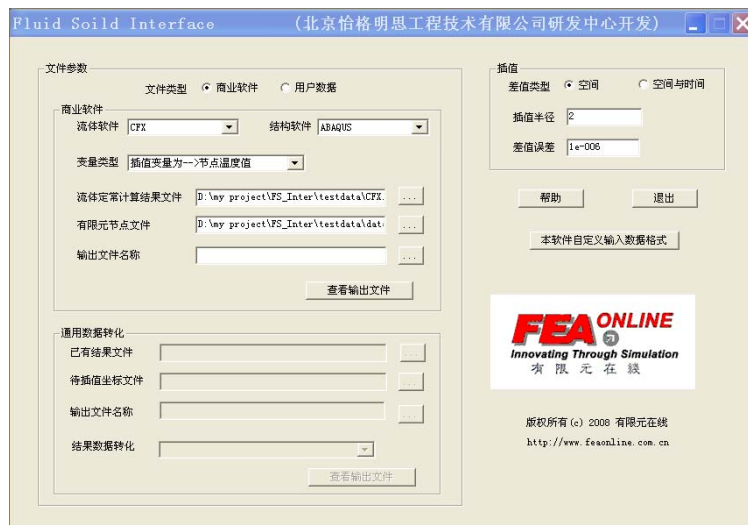 Fluid Soild Interface (北京恰格明思工程技术有限公司研发中心开发)
文件参数
文件类型 商业软件 用户数据
商业软件
流体软件 CFX 结构软件 ABAQUS
变量类型 插值变量为-->节点温度值
流体定常计算结果文件 D:\my project\FS_Inter\testdata\CFX. ...
有限元节点文件 D:\my project\FS_Inter\testdata\dat ...
输出文件名称 ...
查看输出文件
通用数据转化
已有结果文件 ...
待插值坐标文件 ...
输出文件名称 ...
结果数据转化
查看输出文件
插值
差值类型 空间 空间与时间
插值半径 2
差值误差 1e-006
帮助 退出
本软件自定义输入数据格式
FEA ONLINE
Innovating Through Simulation
有限元在線
版权所有(c) 2008 有限元在线
http://www.feaonline.com.cn